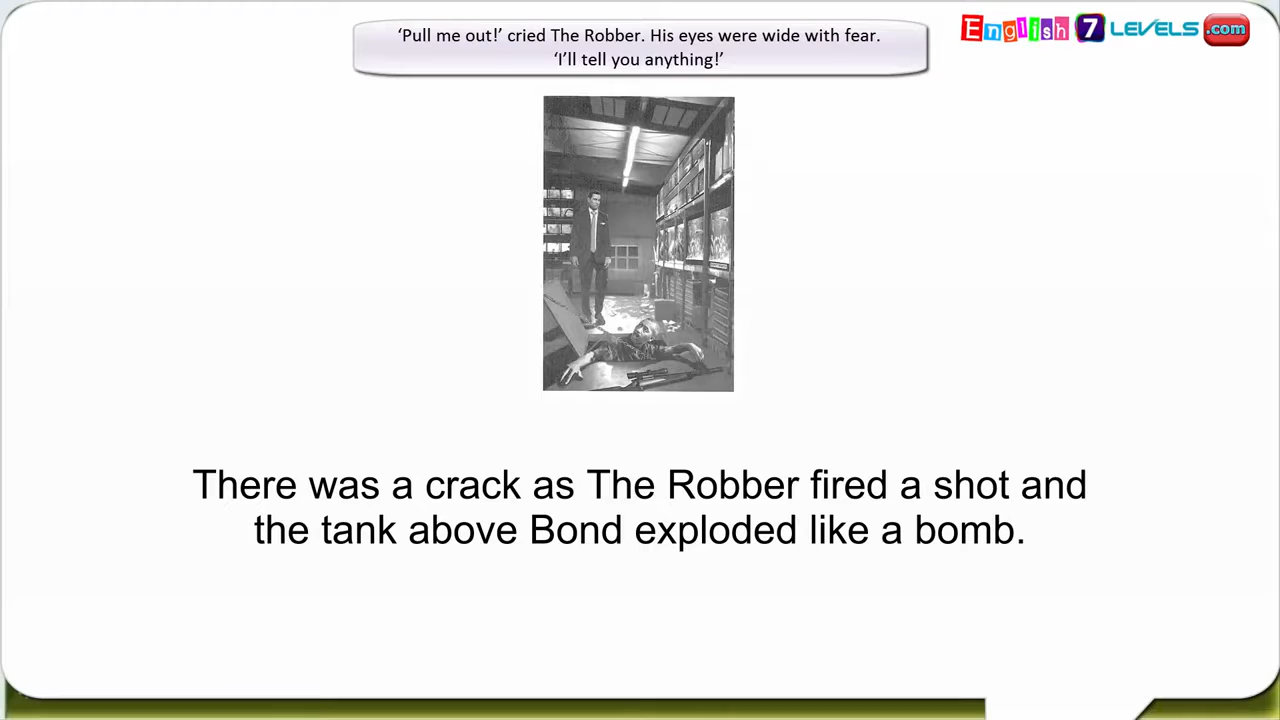 ‘Pull me out!’ cried The Robber. His eyes were wide with fear.
‘I’ll tell you anything!’
English 7 LEVELS .com
There was a crack as The Robber fired a shot and
the tank above Bond exploded like a bomb.